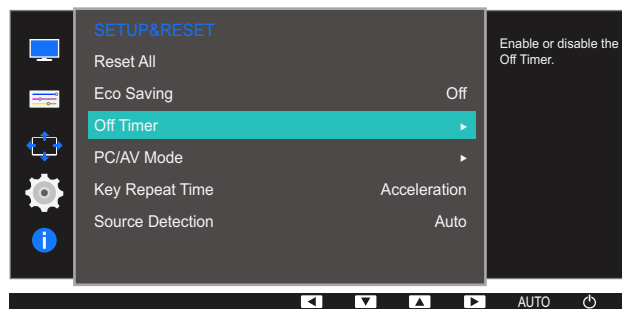 SETUP&RESET
Reset All
Eco Saving Off
Off Timer
PC/AV Mode
Key Repeat Time Acceleration
Source Detection Auto
Enable or disable the
Off Timer.
AUTO